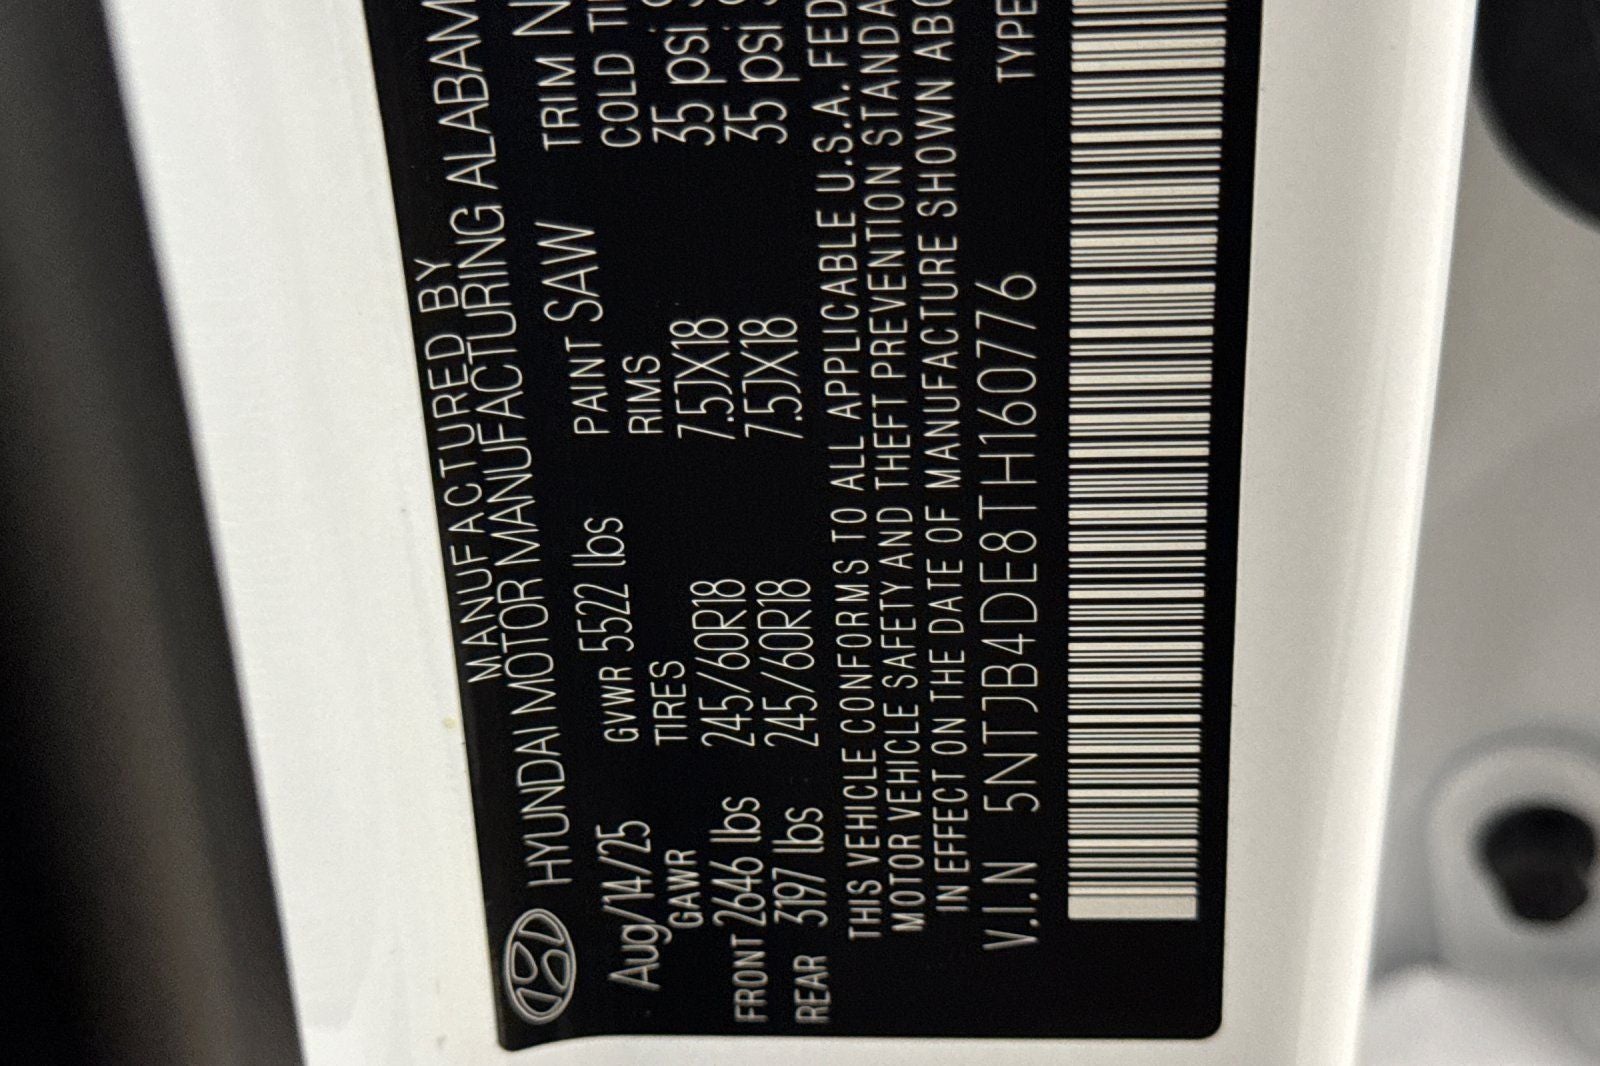 MANUFACTURED BY
HYUNDAI MOTOR MANUFACTURING ALABAM
Aug/14/25 GVWR 5522 lbs PAINT SAW TRIM N
GAWR TIRES RIMS COLD TI
FRONT 2646 lbs 245/60R18 7.5JX18 35 psi
REAR 3197 lbs 245/60R18 7.5JX18 35 psi
THIS VEHICLE CONFORMS TO ALL APPLICABLE U.S.A. FED
MOTOR VEHICLE SAFETY AND THEFT PREVENTION STANDA
IN EFFECT ON THE DATE OF MANUFACTURE SHOWN ABO
V.I.N 5NTJB4DE8TH160776 TYPE